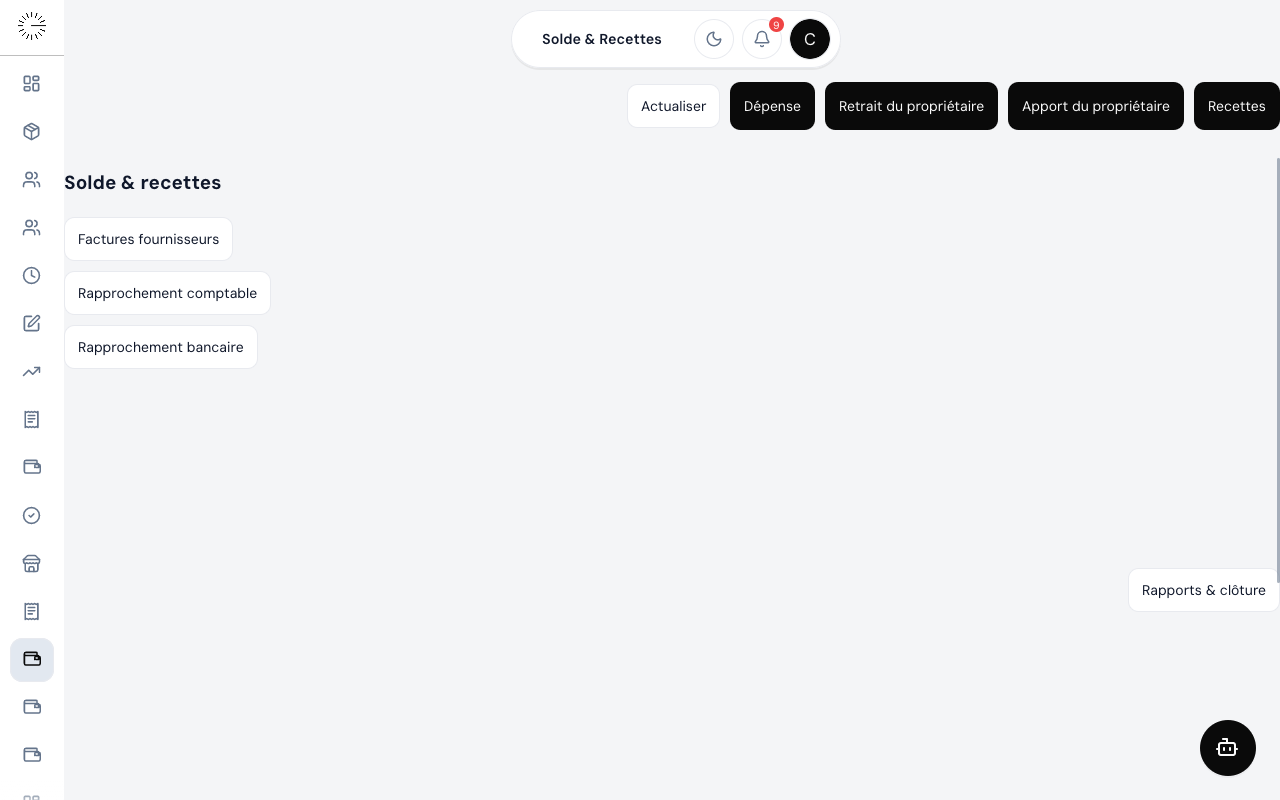 Solde & Recettes
9
C
Actualiser
Dépense
Retrait du propriétaire
Apport du propriétaire
Recettes
Solde & recettes
Factures fournisseurs
Rapprochement comptable
Rapprochement bancaire
Rapports & clôture